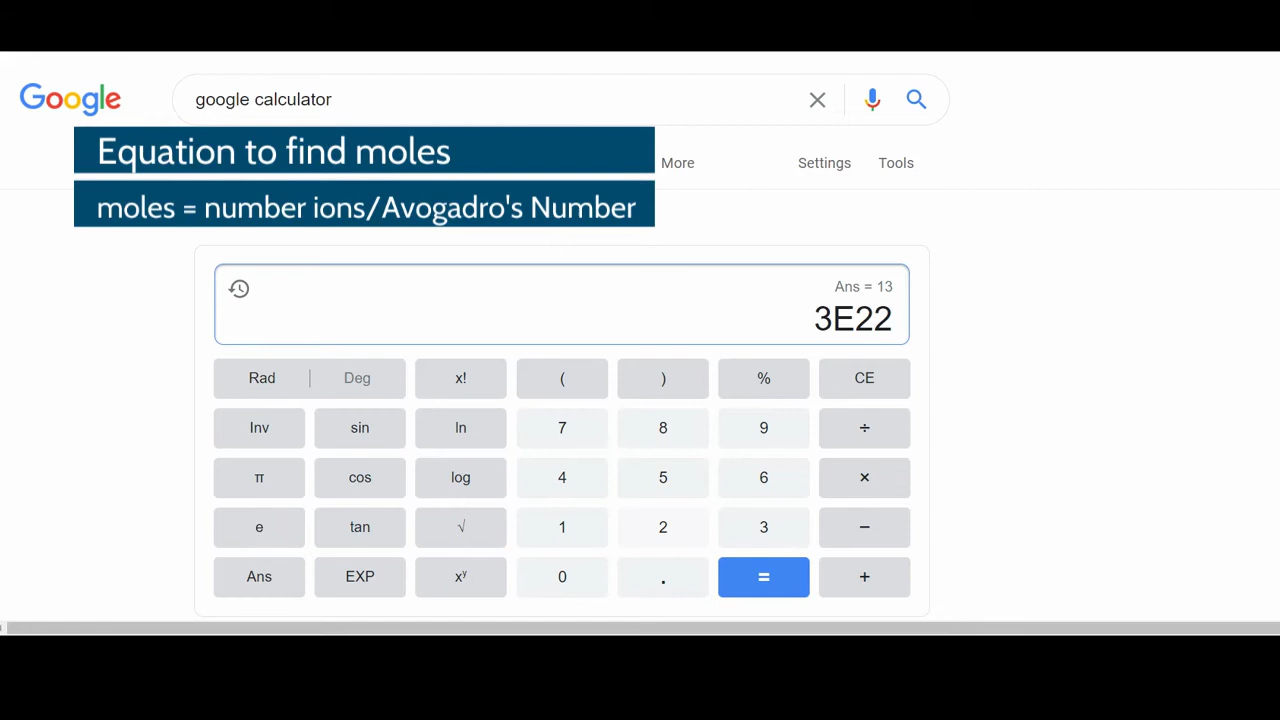 Google
google calculator
Equation to find moles
More
Settings
Tools
moles = number ions/Avogadro's Number
Ans = 13
3E22
Rad
Deg
x!
(
)
%
CE
Inv
sin
ln
7
8
9
÷
π
cos
log
4
5
6
×
e
tan
√
1
2
3
−
Ans
EXP
xʸ
0
.
=
+